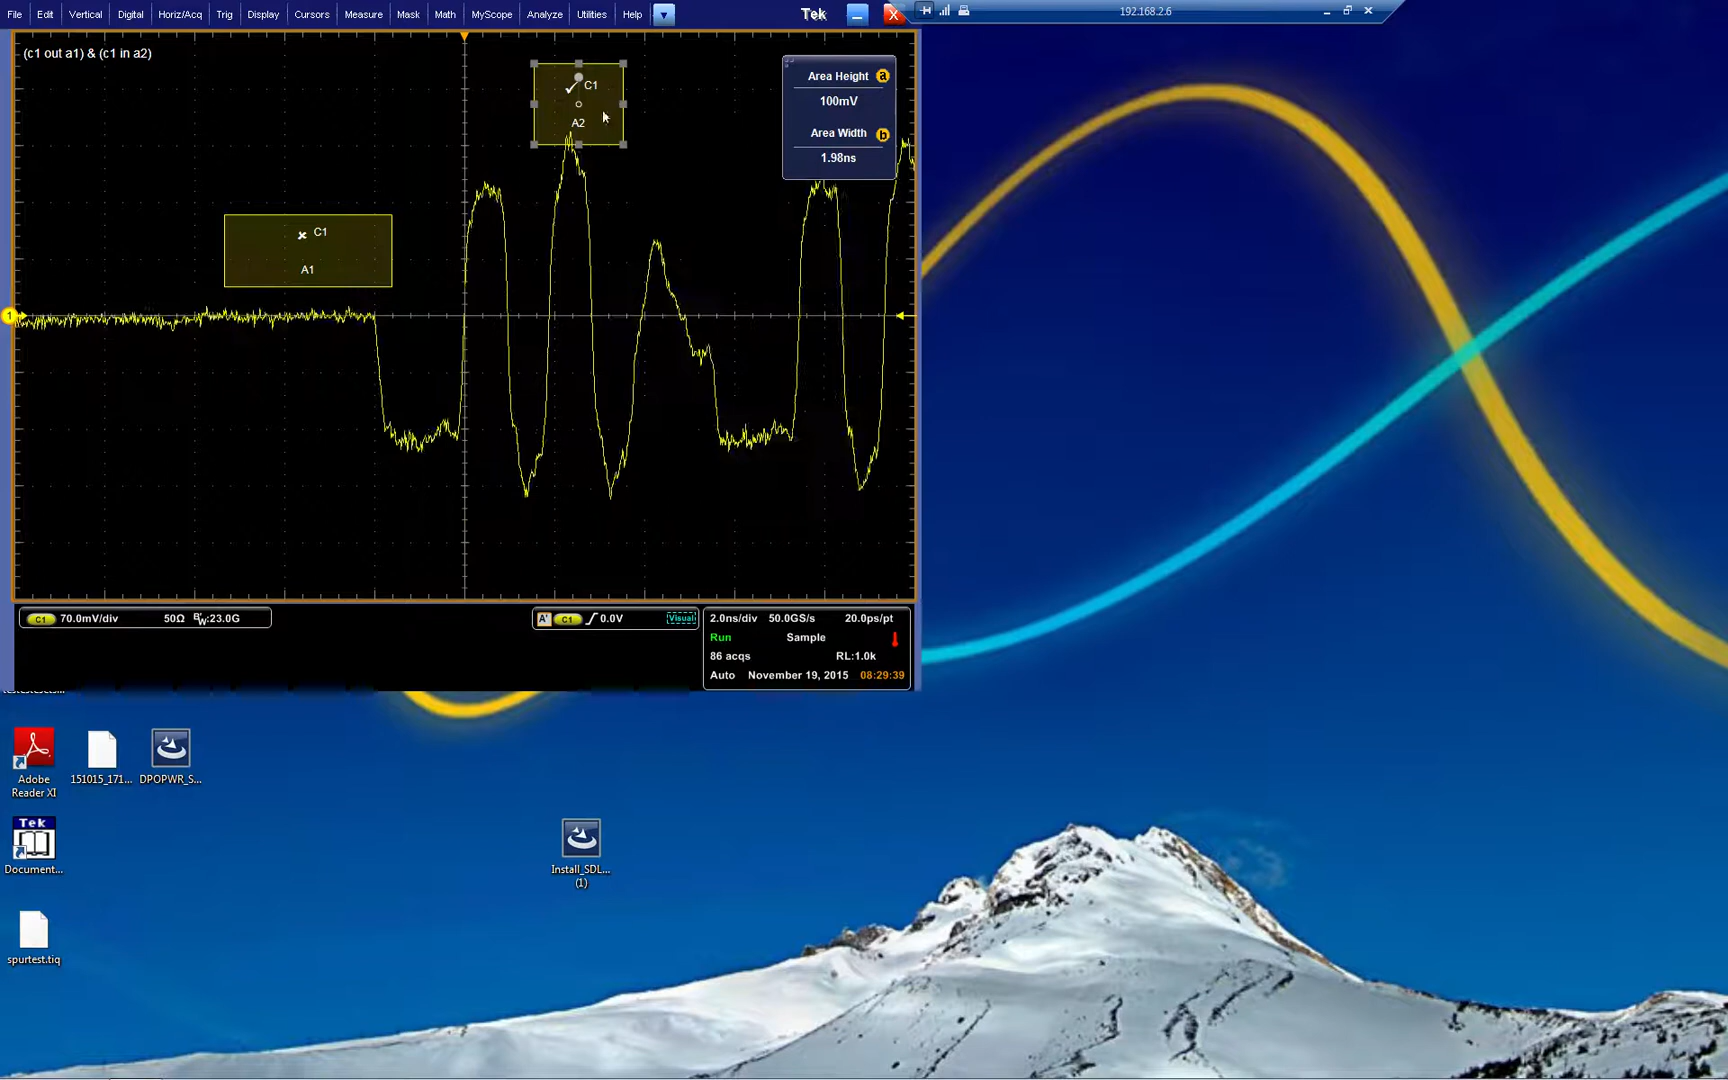 File Edit Vertical Digital Horiz/Acq Trig Display Cursors Measure Mask Math MyScope Analyze Utilities Help Tek X
192.168.2.6
(c1 out a1) & (c1 in a2)
C1
A2
Area Height a
100mV
Area Width b
1.98ns
C1
A1
1
C1 70.0mV/div 50Ω BW:23.0G
A' C1 0.0V Visual
2.0ns/div 50.0GS/s 20.0ps/pt
Run Sample
86 acqs RL:1.0k
Auto November 19, 2015 08:29:39
Adobe
Reader XI
151015_171...
DPOPWR_S...
Tek
Document...
Install_SDL...
(1)
spurtest.tiq